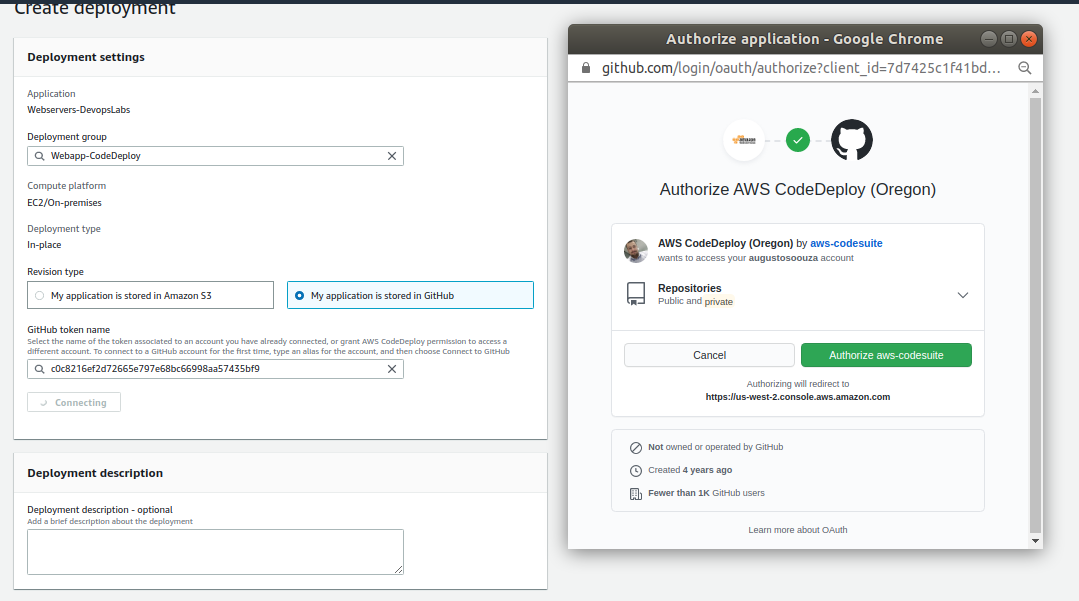 Create deployment
Deployment settings
Application
Webservers-DevopsLabs
Deployment group
Webapp-CodeDeploy
Compute platform
EC2/On-premises
Deployment type
In-place
Revision type
My application is stored in Amazon S3
My application is stored in GitHub
GitHub token name
Select the name of the token associated to an account you have already connected, or grant AWS CodeDeploy permission to access a
different account. To connect to a GitHub account for the first time, type an alias for the account, and then choose Connect to GitHub
c0c8216ef2d72665e797e68bc66998aa57435bf9
Connecting
Deployment description
Deployment description - optional
Add a brief description about the deployment
Authorize application - Google Chrome
github.com/login/oauth/authorize?client_id=7d7425c1f41bd...
Authorize AWS CodeDeploy (Oregon)
AWS CodeDeploy (Oregon) by aws-codesuite
wants to access your augustosoouza account
Repositories
Public and private
Cancel
Authorize aws-codesuite
Authorizing will redirect to
https://us-west-2.console.aws.amazon.com
Not owned or operated by GitHub
Created 4 years ago
Fewer than 1K GitHub users
Learn more about OAuth